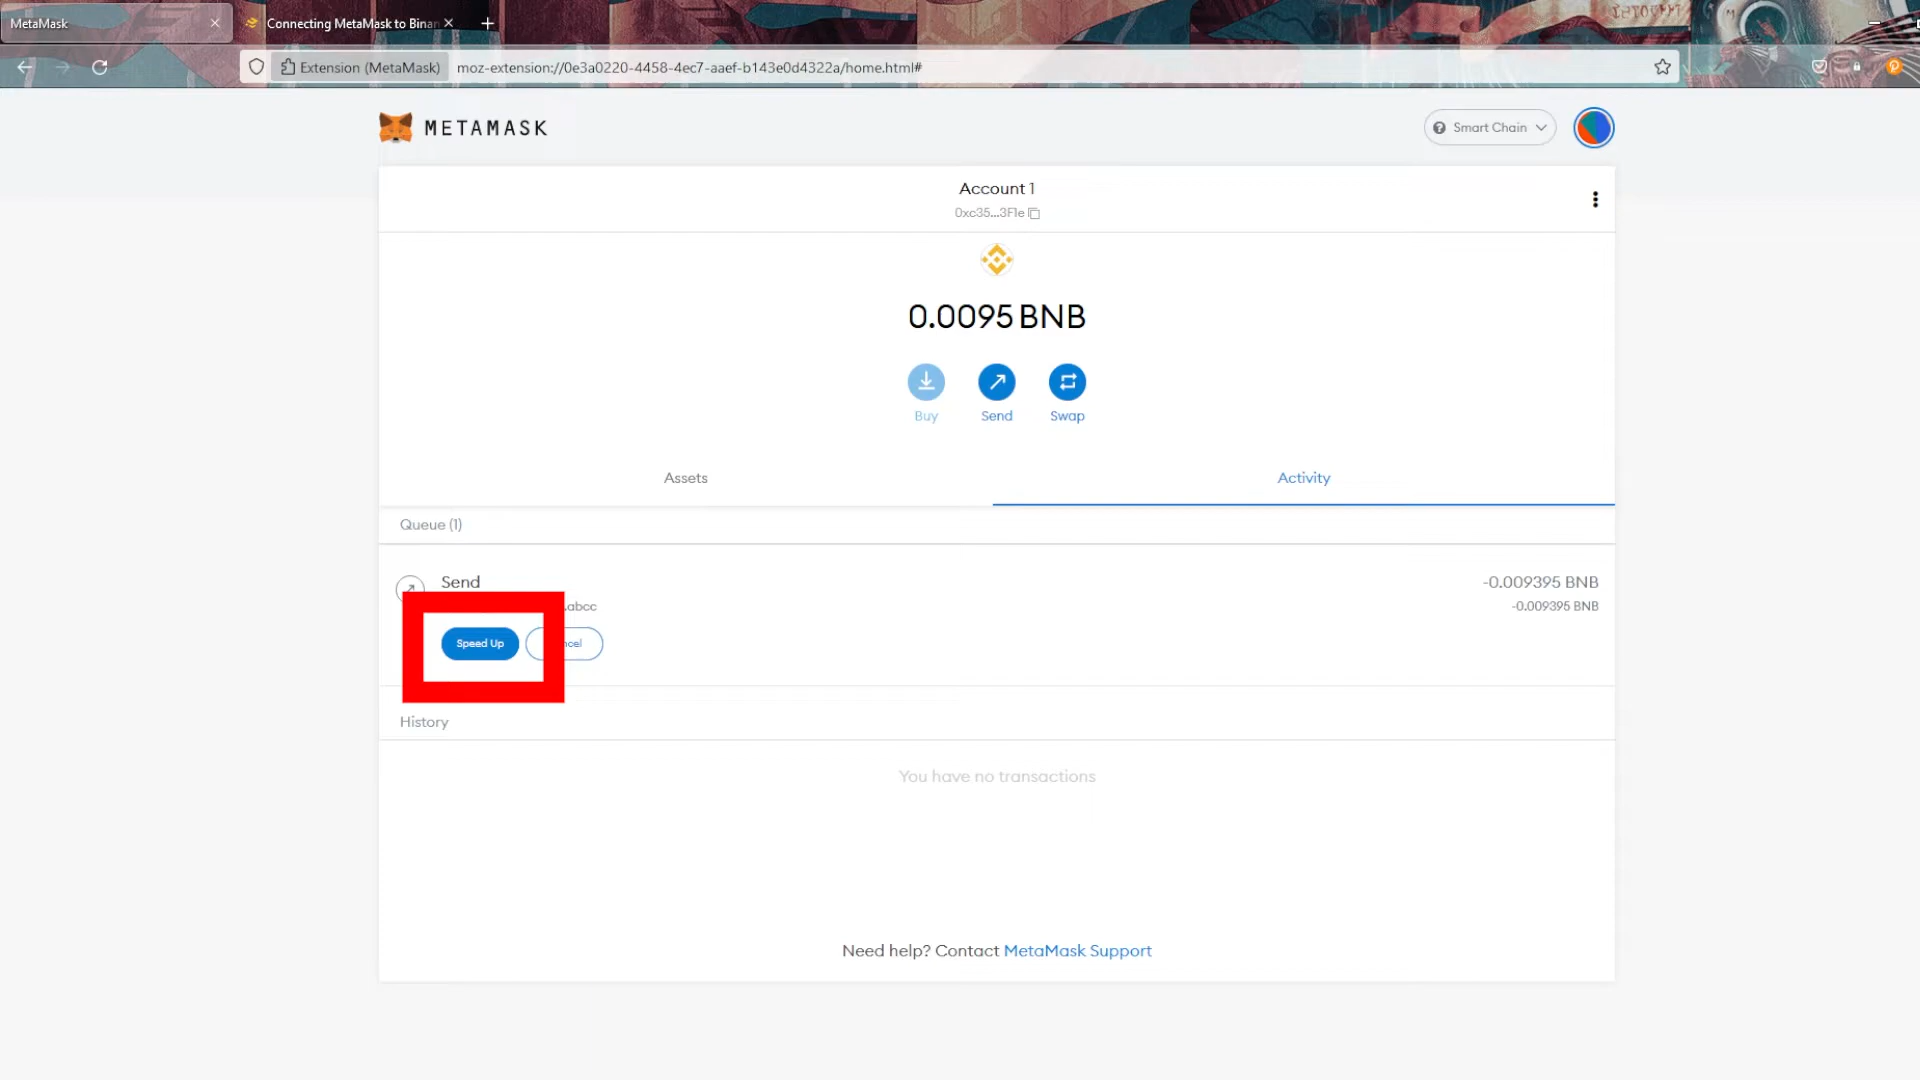 MetaMask
Connecting MetaMask to Binan
Extension (MetaMask)
moz-extension://0e3a0220-4458-4ec7-aaef-b143e0d4322a/home.html#
METAMASK
Smart Chain
Account 1
0xc35...3F1e
0.0095 BNB
Buy
Send
Swap
Assets
Activity
Queue (1)
Send
-0.009395 BNB
.abcc
-0.009395 BNB
Speed Up
ncel
History
You have no transactions
Need help? Contact MetaMask Support